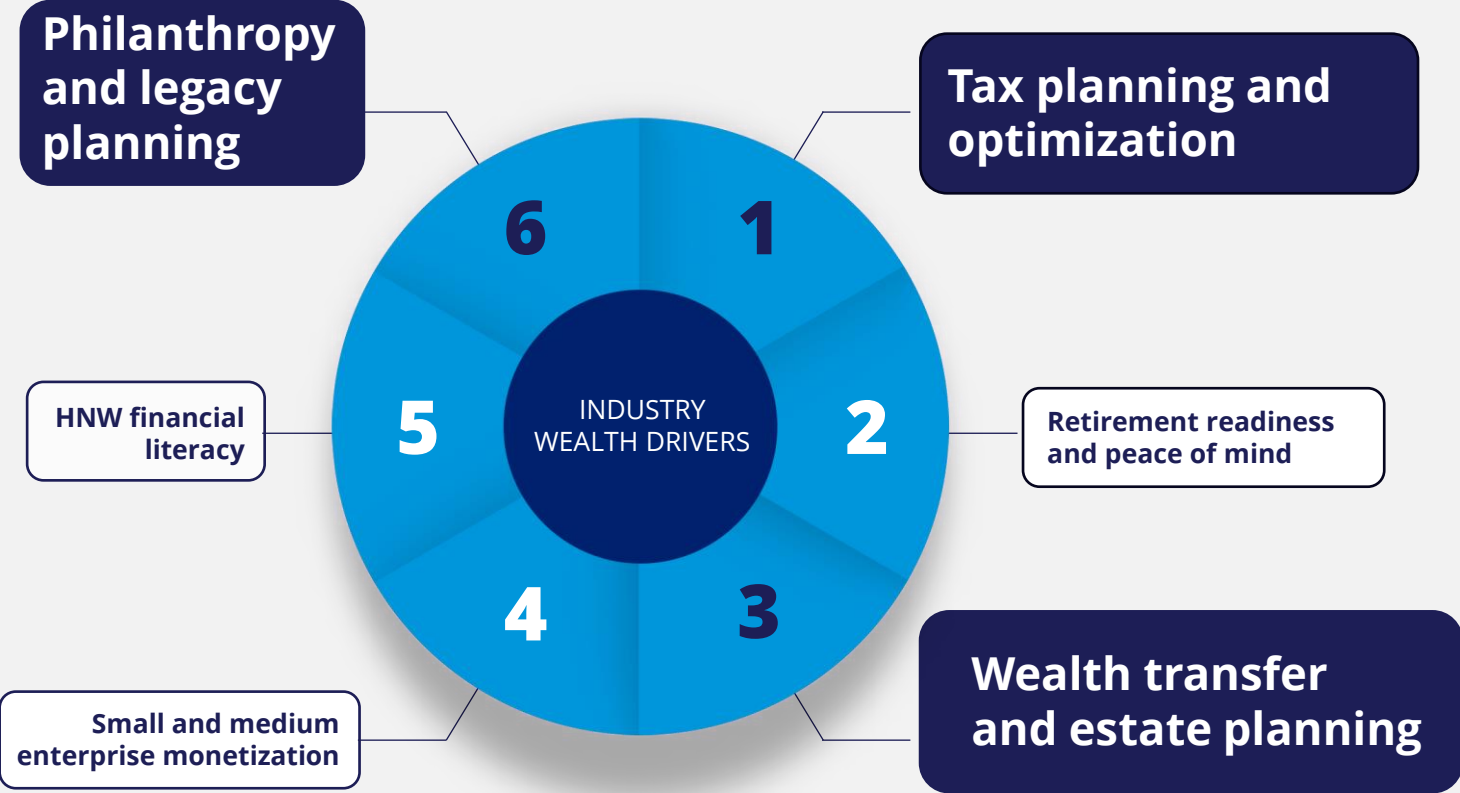 Philanthropy
and legacy
planning
Tax planning and
optimization
6
1
HNW financial
literacy
5
INDUSTRY
WEALTH DRIVERS
2
Retirement readiness
and peace of mind
4
3
Small and medium
enterprise monetization
Wealth transfer
and estate planning